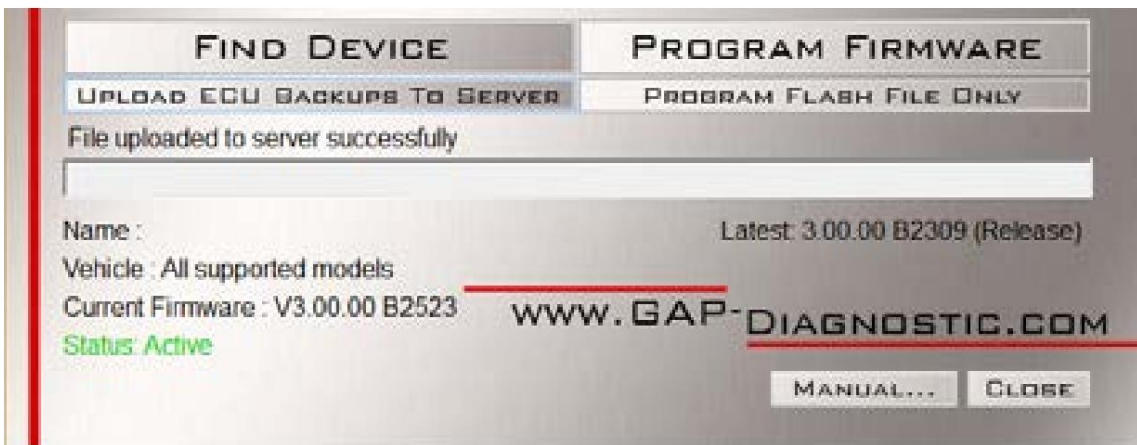 FIND DEVICE PROGRAM FIRMWARE
UPLOAD ECU BACKUPS TO SERVER PROGRAM FLASH FILE ONLY
File uploaded to server successfully
Name : Latest: 3.00.00 B2309 (Release)
Vehicle : All supported models
Current Firmware : V3.00.00 B2523
www.GAP-DIAGNOSTIC.COM
Status: Active
MANUAL... CLOSE